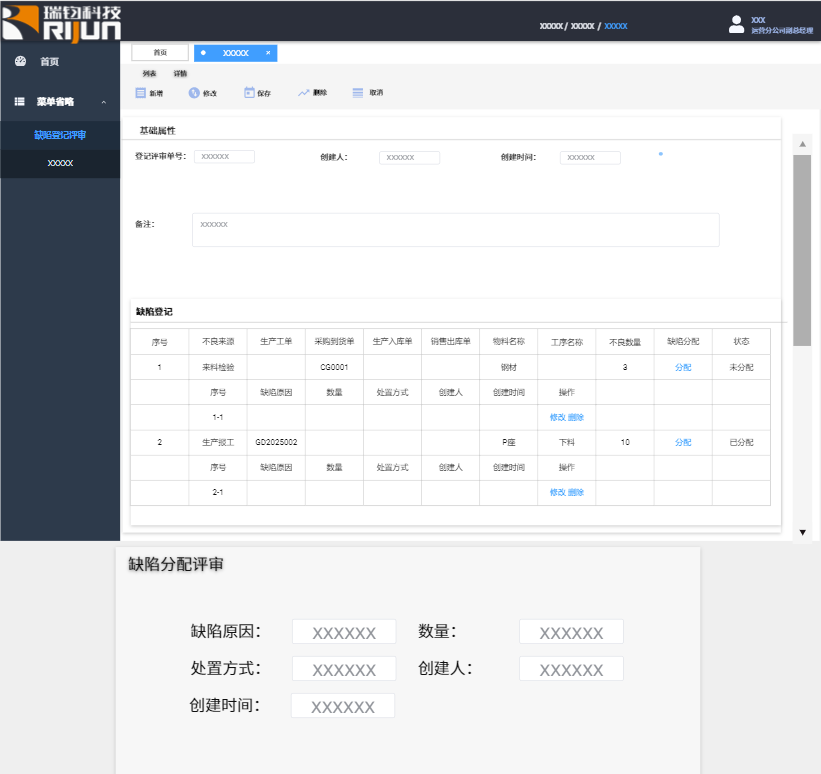 瑞钧科技
RIJUN
XXXXX / XXXXX / XXXXX
XXX
运营分公司副总经理
首页
菜单省略
缺陷登记评审
XXXXX
首页
XXXXX ×
列表 详情
新增 修改 保存 删除 取消
基础属性
登记评审单号: XXXXXX 创建人: XXXXXX 创建时间: XXXXXX *
备注: XXXXXX
缺陷登记
序号 不良来源 生产工单 采购到货单 生产入库单 销售出库单 物料名称 工序名称 不良数量 缺陷分配 状态
1 来料检验 CG0001 钢材 3 分配 未分配
序号 缺陷原因 数量 处置方式 创建人 创建时间 操作
1-1 修改 删除
2 生产报工 GD2025002 P座 下料 10 分配 已分配
序号 缺陷原因 数量 处置方式 创建人 创建时间 操作
2-1 修改 删除
缺陷分配评审
缺陷原因: XXXXXX 数量: XXXXXX
处置方式: XXXXXX 创建人: XXXXXX
创建时间: XXXXXX